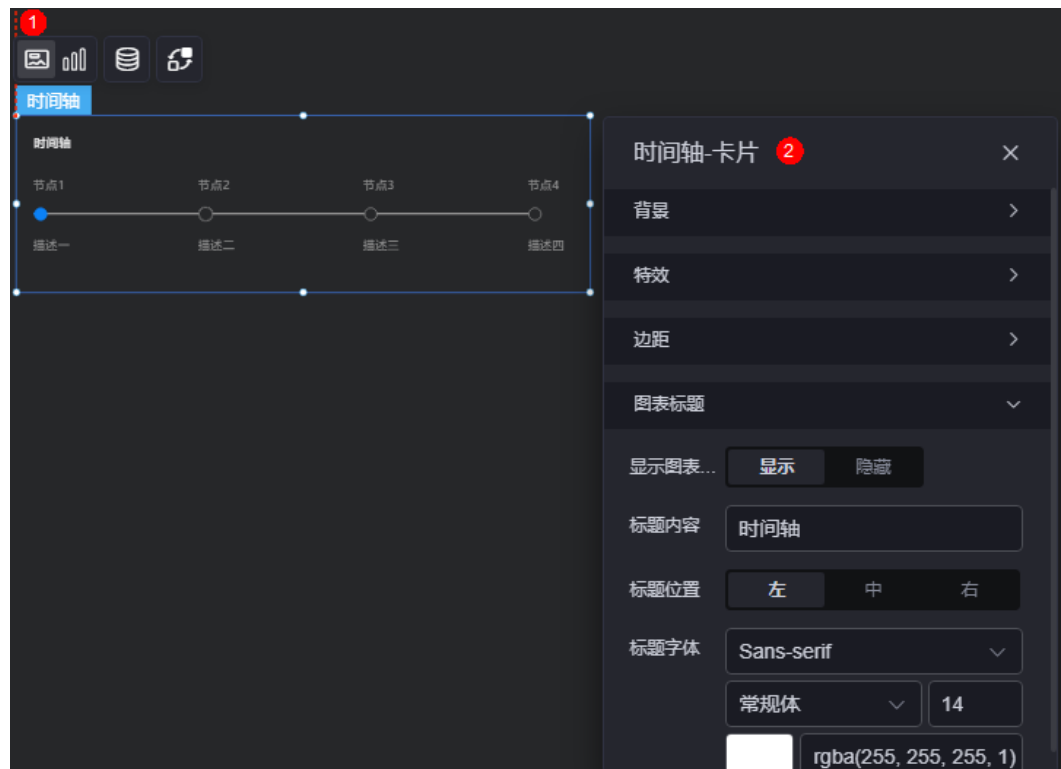 1
时间轴
时间轴
节点1 节点2 节点3 节点4
描述一 描述二 描述三 描述四
时间轴-卡片 2
背景
特效
边距
图表标题
显示图表... 显示 隐藏
标题内容 时间轴
标题位置 左 中 右
标题字体 Sans-serif
常规体 14
rgba(255, 255, 255, 1)